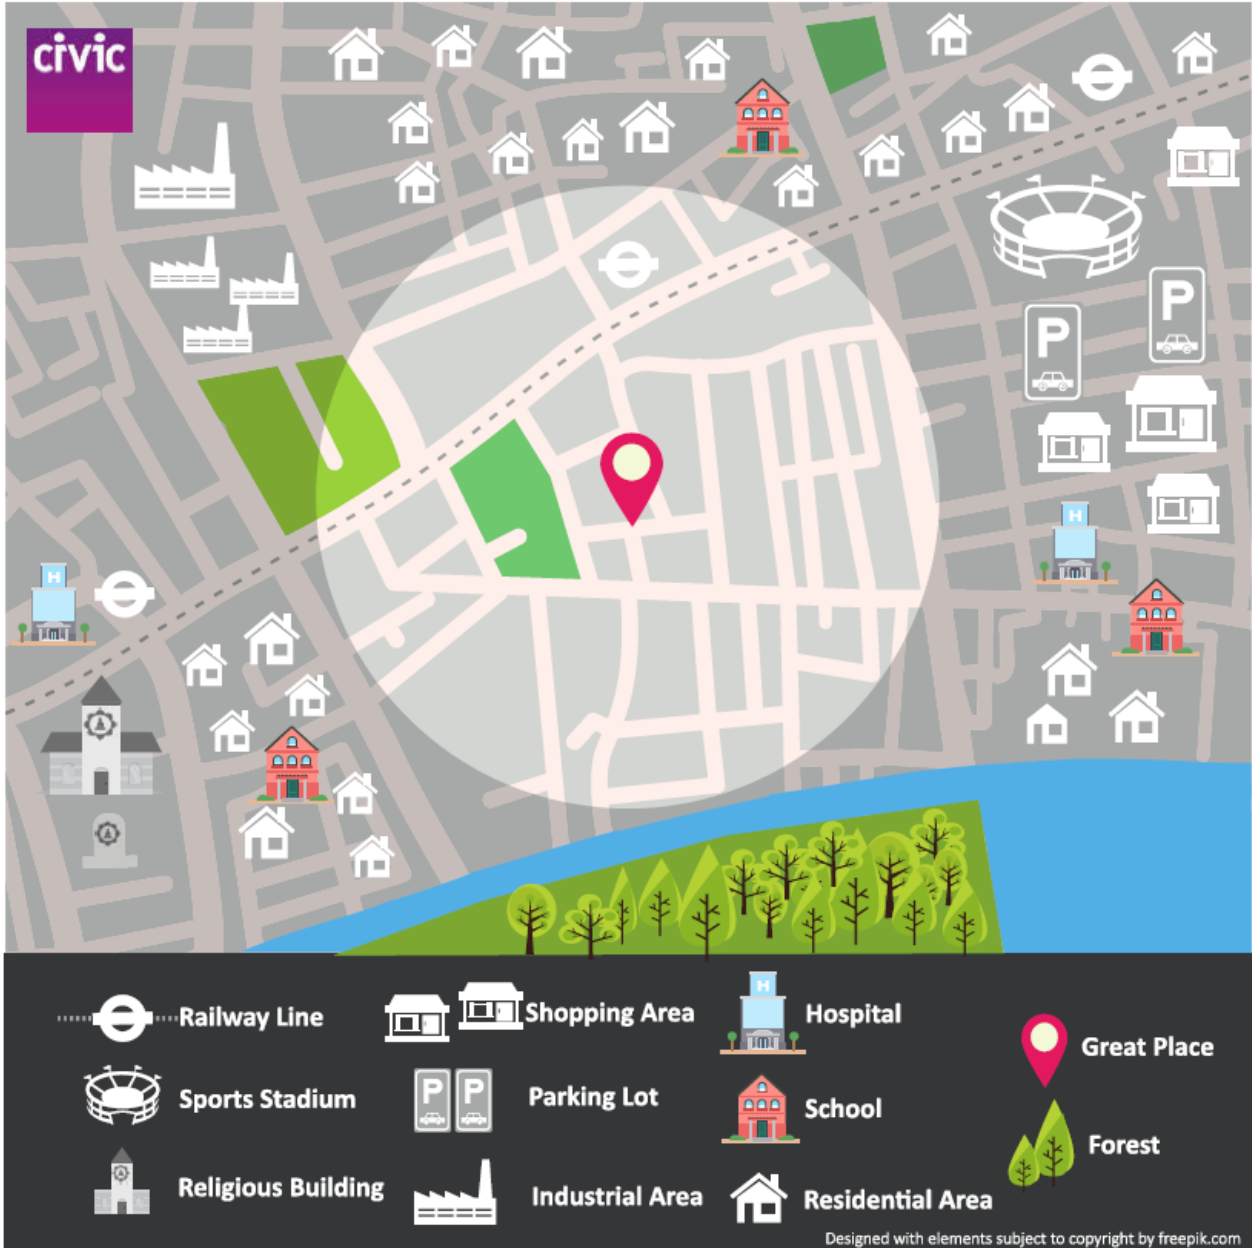 civic
P
P
H
H
Railway Line
Shopping Area
H
Hospital
Great Place
Sports Stadium
P P
Parking Lot
School
Forest
Religious Building
Industrial Area
Residential Area
Designed with elements subject to copyright by freepik.com